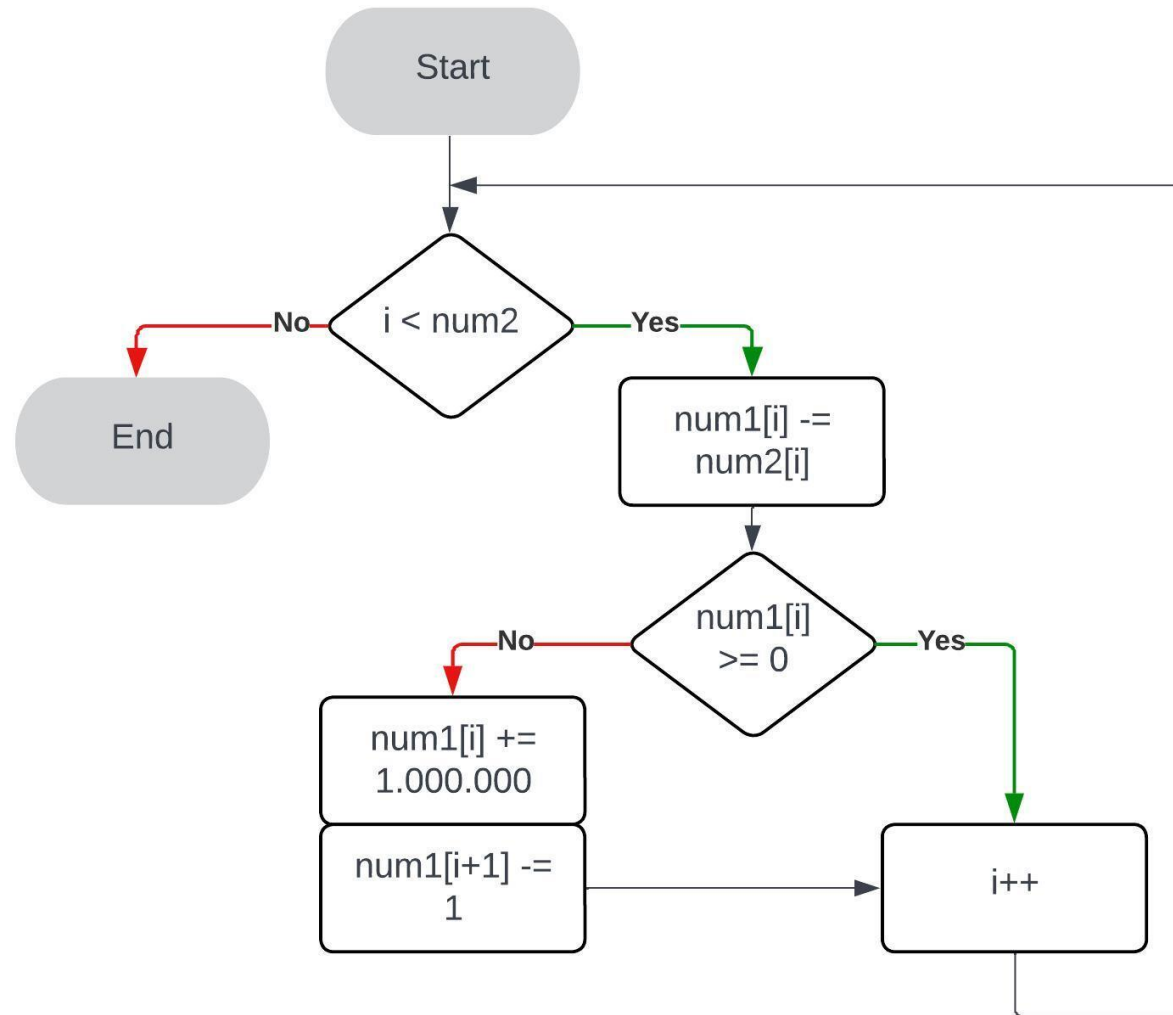 Start
i < num2
No
Yes
End
num1[i] -=
num2[i]
num1[i]
>= 0
No
Yes
num1[i] +=
1.000.000
num1[i+1] -=
1
i++